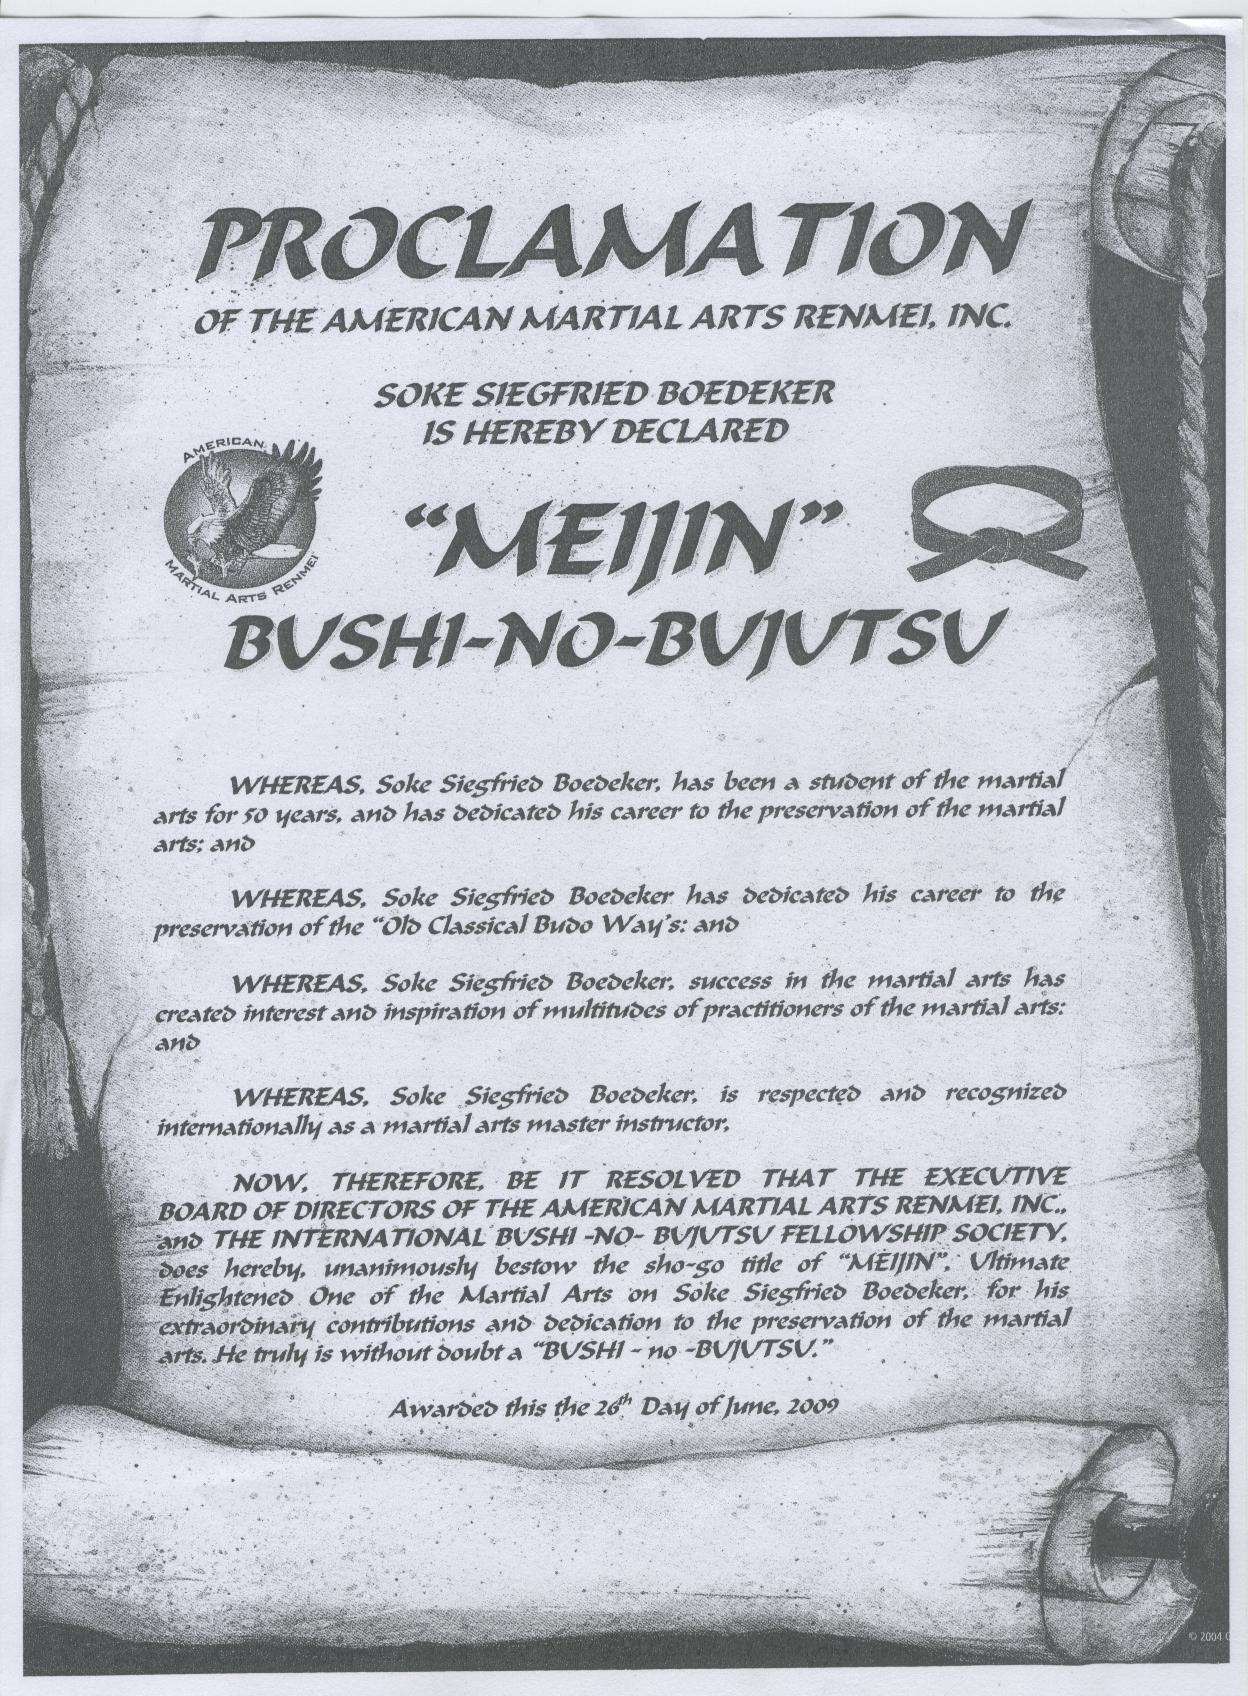 PROCLAMATION
OF THE AMERICAN MARTIAL ARTS RENMEI, INC.
SOKE SIEGFRIED BOEDEKER
IS HEREBY DECLARED
AMERICAN
MARTIAL ARTS RENMEI
"MEIJIN"
BUSHI-NO-BUJUTSU
WHEREAS, Soke Siegfried Boedeker, has been a student of the martial
arts for 50 years, and has dedicated his career to the preservation of the martial
arts; and
WHEREAS, Soke Siegfried Boedeker has dedicated his career to the
preservation of the "Old Classical Budo Way's: and
WHEREAS, Soke Siegfried Boedeker, success in the martial arts has
created interest and inspiration of multitudes of practitioners of the martial arts:
and
WHEREAS, Soke Siegfried Boedeker, is respected and recognized
internationally as a martial arts master instructor,
NOW, THEREFORE, BE IT RESOLVED THAT THE EXECUTIVE
BOARD OF DIRECTORS OF THE AMERICAN MARTIAL ARTS RENMEI, INC.,
and THE INTERNATIONAL BUSHI -NO- BUJUTSU FELLOWSHIP SOCIETY,
does hereby, unanimously bestow the sho-go title of "MEIJIN", Ultimate
Enlightened One of the Martial Arts on Soke Siegfried Boedeker, for his
extraordinary contributions and dedication to the preservation of the martial
arts. He truly is without doubt a "BUSHI - no -BUJUTSU."
Awarded this the 26th Day of June, 2009
© 2004